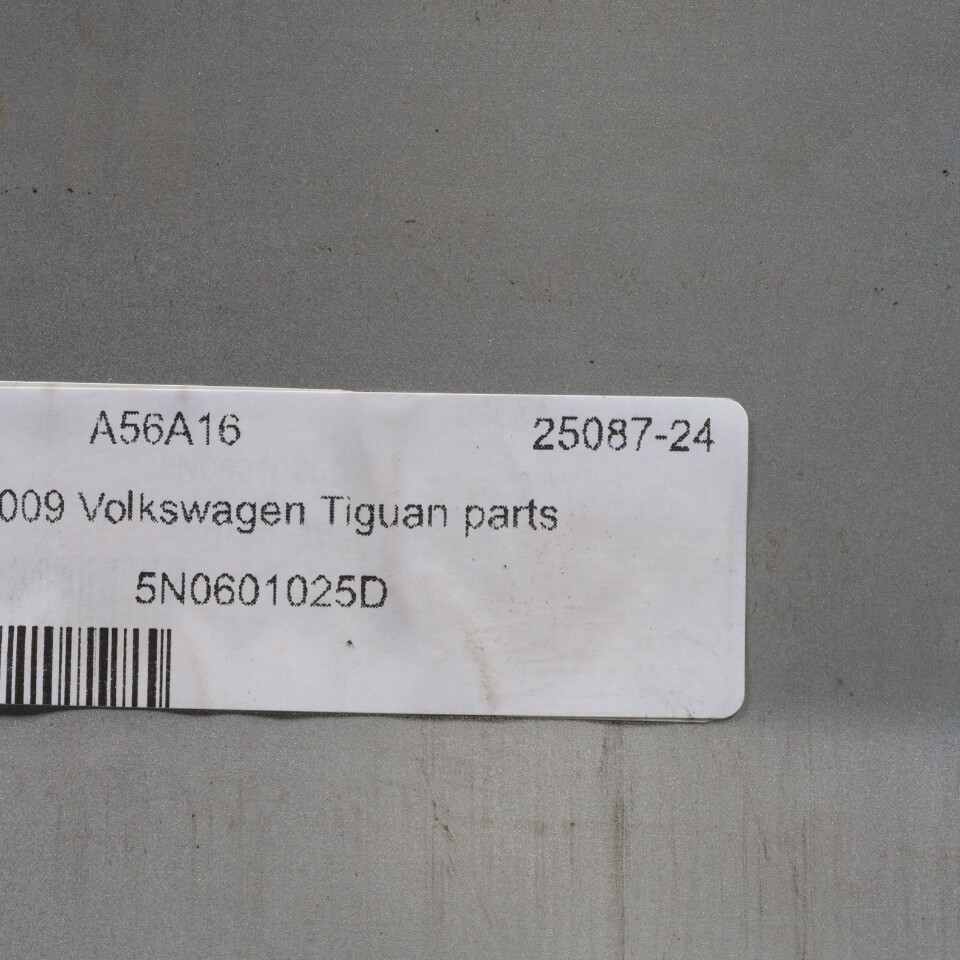 A56A16 25087-24
009 Volkswagen Tiguan parts
5N0601025D